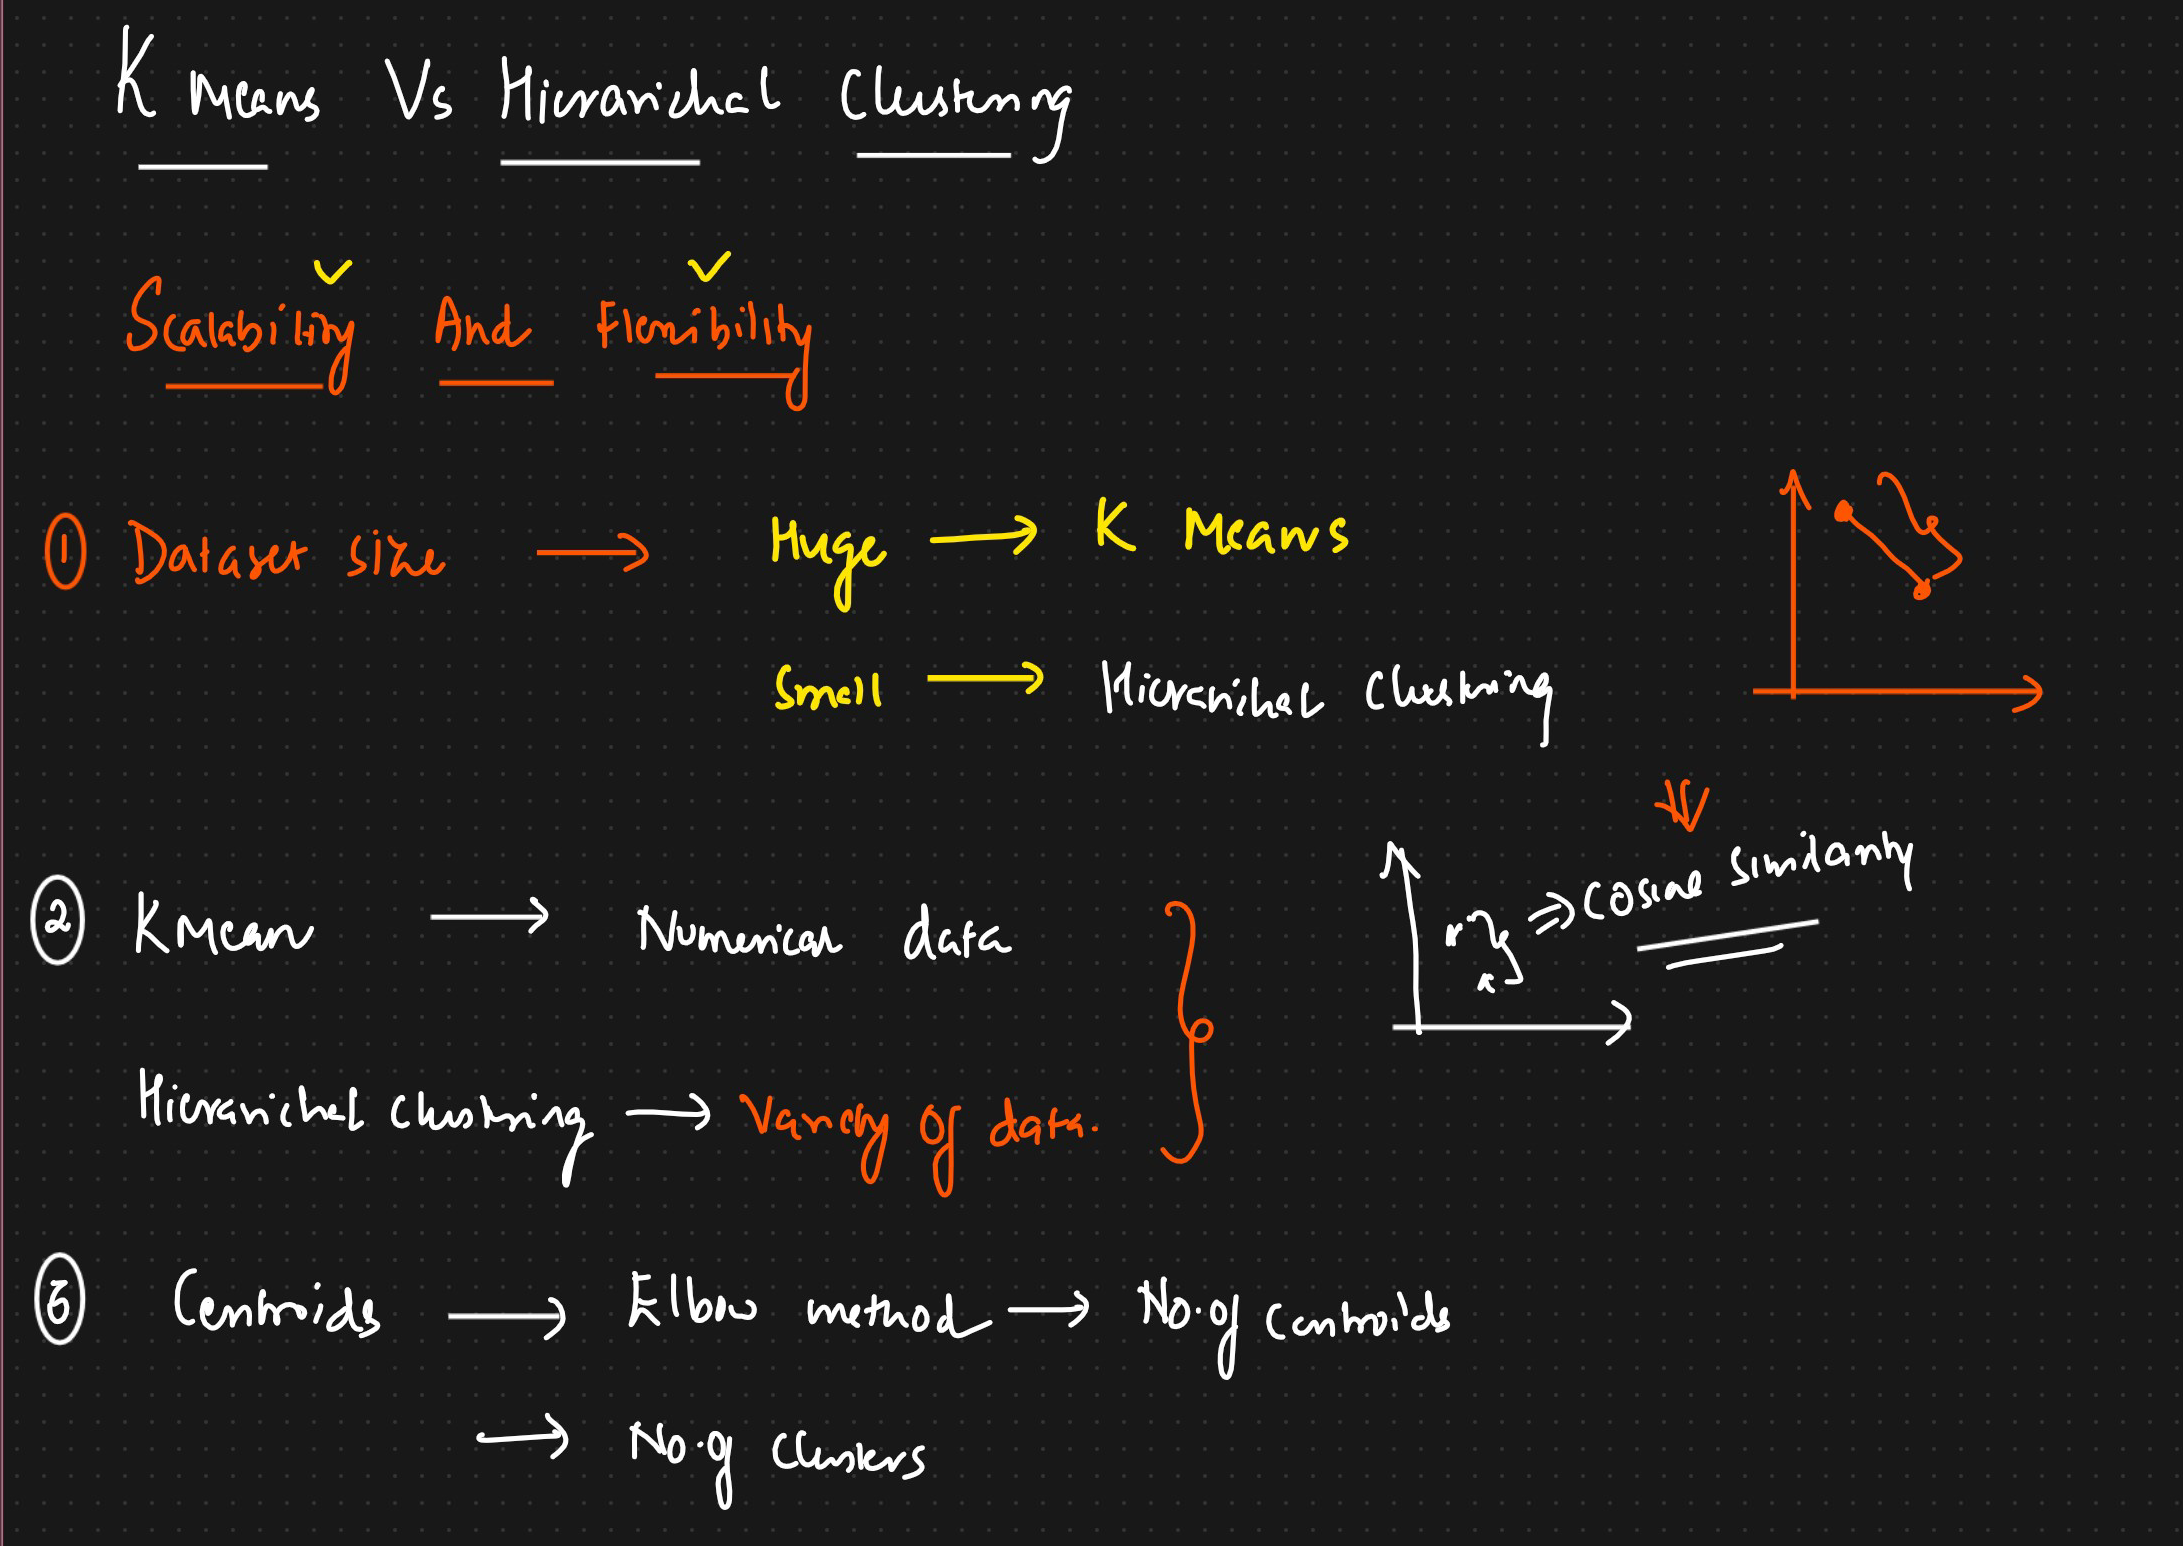 K Means Vs Hierarichal Clustering
Scalability And Flexibility
① Dataset size → Huge → K Means
Small → Hierarichal Clustering
② K Mean → Numerical data
⇒ Cosine Similarity
Hierarichal clustering → Variety of data.
③ Centroids → Elbow method → No. of Centroids
→ No. of Clusters